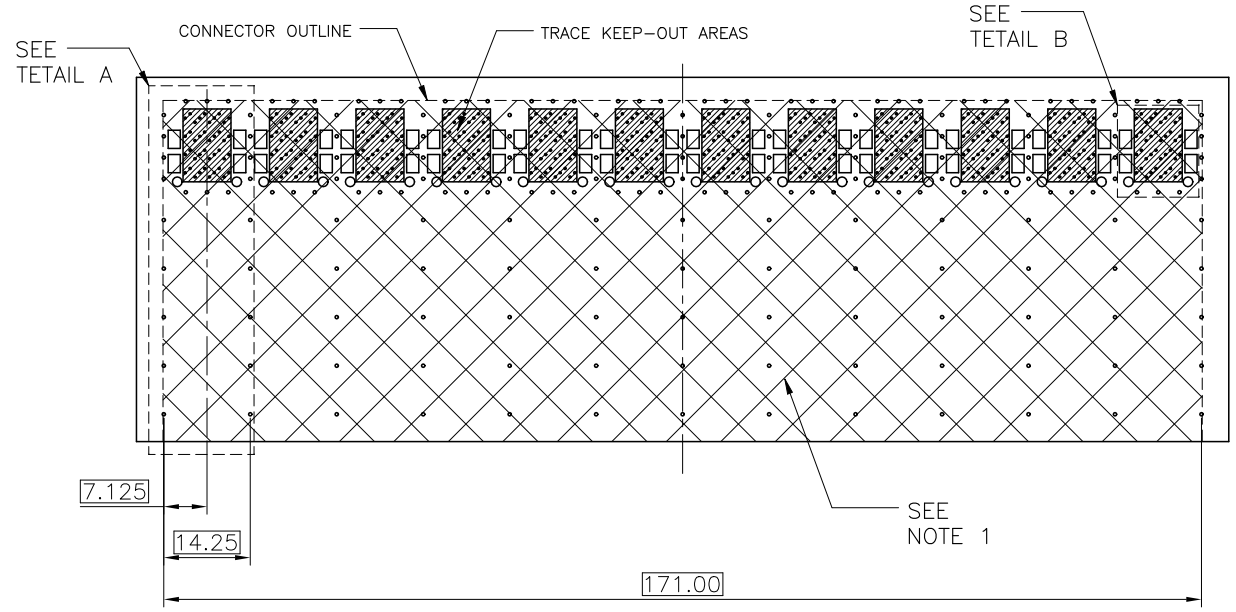 SEE
TETAIL A
CONNECTOR OUTLINE
TRACE KEEP-OUT AREAS
SEE
TETAIL B
7.125
14.25
171.00
SEE
NOTE 1